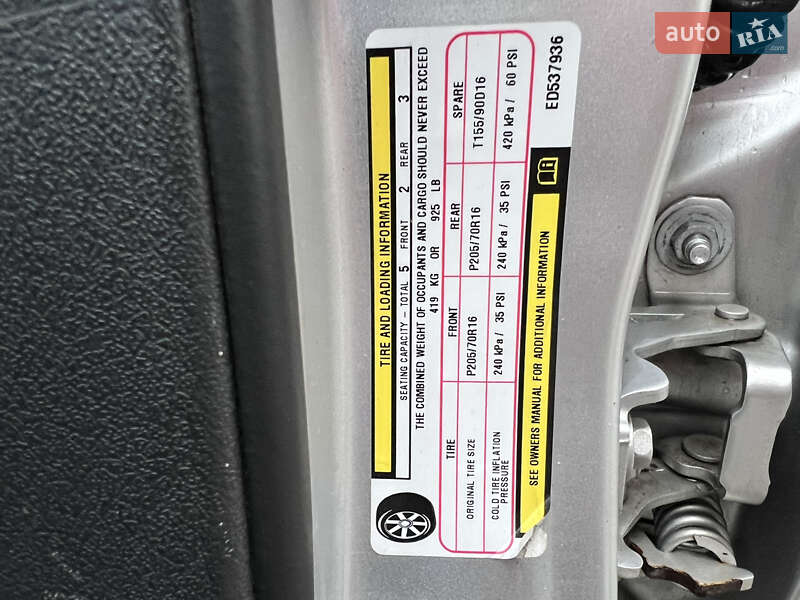 TIRE AND LOADING INFORMATION
SEATING CAPACITY - TOTAL 5 FRONT 2 REAR 3
THE COMBINED WEIGHT OF OCCUPANTS AND CARGO SHOULD NEVER EXCEED
419 KG OR 925 LB
TIRE FRONT REAR SPARE
ORIGINAL TIRE SIZE P205/70R16 P205/70R16 T155/90D16
COLD TIRE INFLATION PRESSURE 240 kPa / 35 PSI 240 kPa / 35 PSI 420 kPa / 60 PSI
SEE OWNERS MANUAL FOR ADDITIONAL INFORMATION
ED537936
auto RIA .com